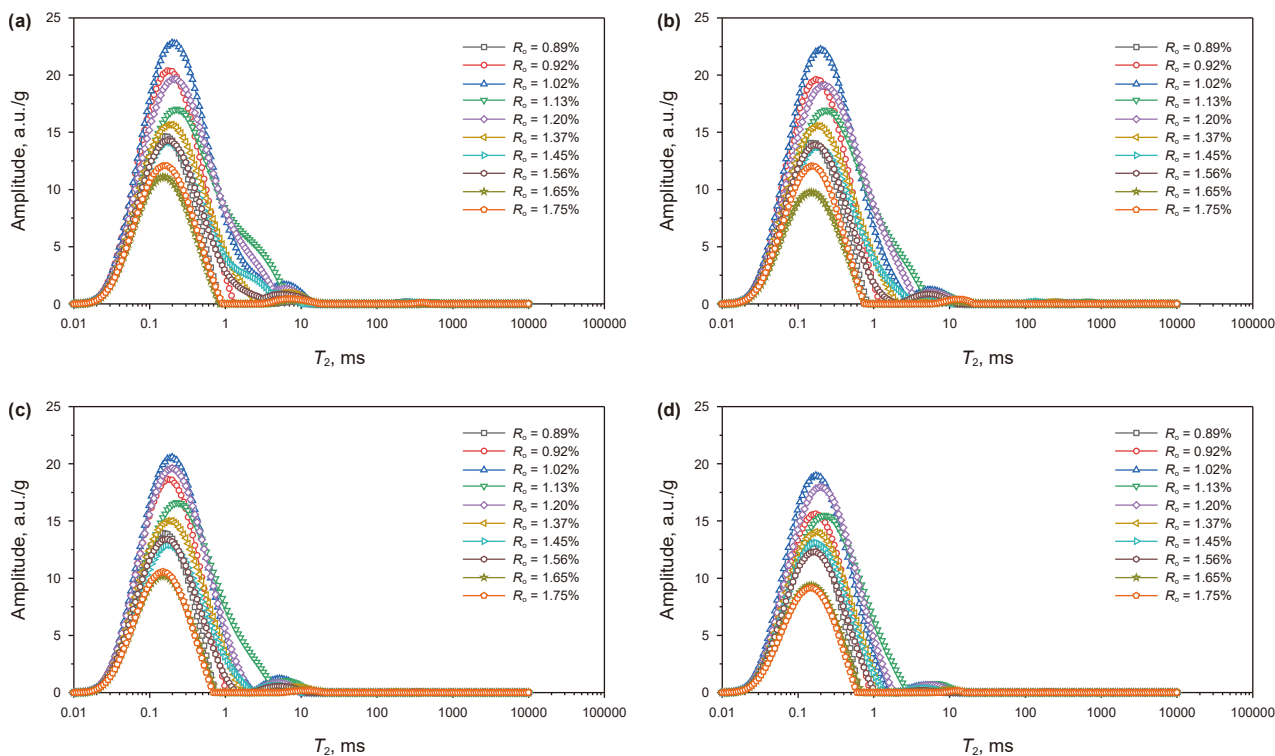 (a)
25
20
15
10
5
0
Amplitude, a.u./g
0.01 0.1 1 10 100 1000 10000 100000
T₂, ms
Rₒ = 0.89%
Rₒ = 0.92%
Rₒ = 1.02%
Rₒ = 1.13%
Rₒ = 1.20%
Rₒ = 1.37%
Rₒ = 1.45%
Rₒ = 1.56%
Rₒ = 1.65%
Rₒ = 1.75%
(b)
25
20
15
10
5
0
Amplitude, a.u./g
0.01 0.1 1 10 100 1000 10000 100000
T₂, ms
Rₒ = 0.89%
Rₒ = 0.92%
Rₒ = 1.02%
Rₒ = 1.13%
Rₒ = 1.20%
Rₒ = 1.37%
Rₒ = 1.45%
Rₒ = 1.56%
Rₒ = 1.65%
Rₒ = 1.75%
(c)
25
20
15
10
5
0
Amplitude, a.u./g
0.01 0.1 1 10 100 1000 10000 100000
T₂, ms
Rₒ = 0.89%
Rₒ = 0.92%
Rₒ = 1.02%
Rₒ = 1.13%
Rₒ = 1.20%
Rₒ = 1.37%
Rₒ = 1.45%
Rₒ = 1.56%
Rₒ = 1.65%
Rₒ = 1.75%
(d)
25
20
15
10
5
0
Amplitude, a.u./g
0.01 0.1 1 10 100 1000 10000 100000
T₂, ms
Rₒ = 0.89%
Rₒ = 0.92%
Rₒ = 1.02%
Rₒ = 1.13%
Rₒ = 1.20%
Rₒ = 1.37%
Rₒ = 1.45%
Rₒ = 1.56%
Rₒ = 1.65%
Rₒ = 1.75%